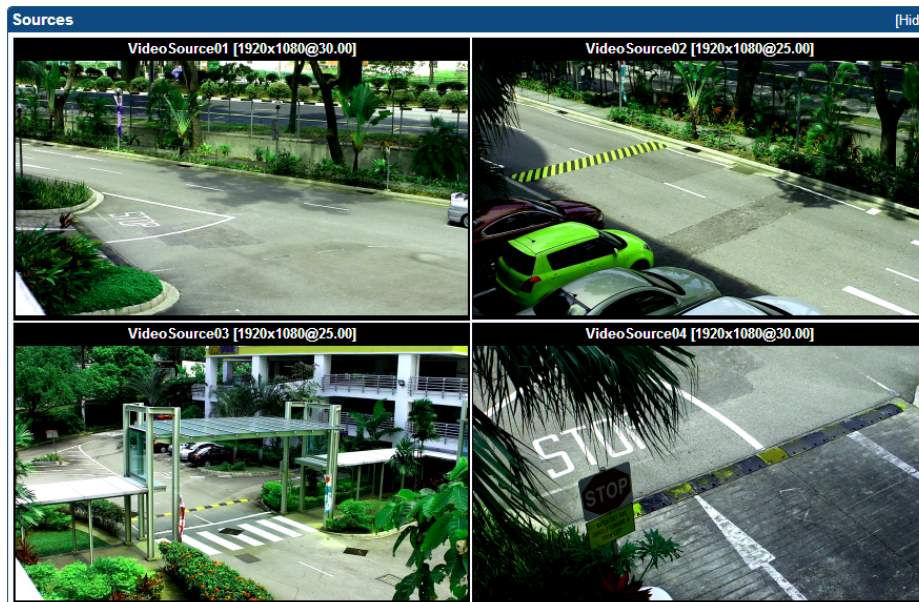 Sources [Hid
VideoSource01 [1920x1080@30.00] VideoSource02 [1920x1080@25.00]
STOP
VideoSource03 [1920x1080@25.00] VideoSource04 [1920x1080@30.00]
STOP
STOP